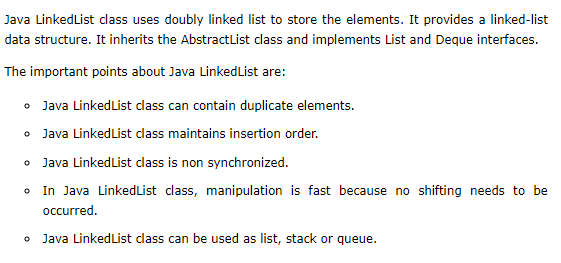 Java LinkedList class uses doubly linked list to store the elements. It provides a linked-list
data structure. It inherits the AbstractList class and implements List and Deque interfaces.
The important points about Java LinkedList are:
Java LinkedList class can contain duplicate elements.
Java LinkedList class maintains insertion order.
Java LinkedList class is non synchronized.
In Java LinkedList class, manipulation is fast because no shifting needs to be
occurred.
Java LinkedList class can be used as list, stack or queue.